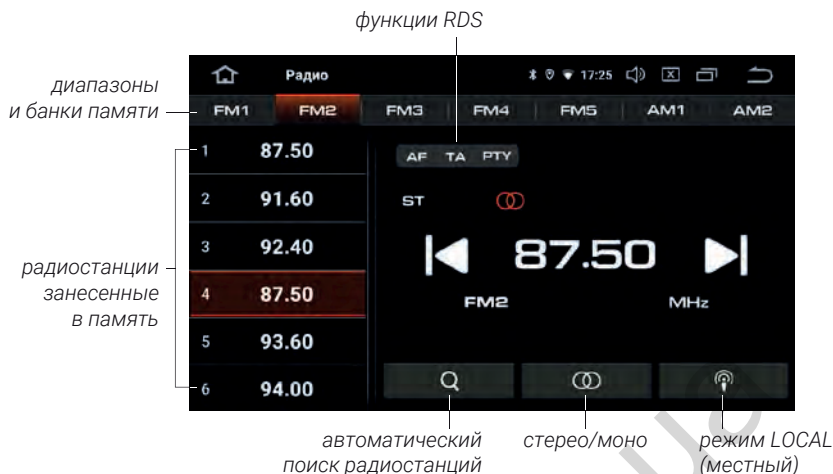 функции RDS
Радио
17:25
диапазоны
и банки памяти
FM1 FM2 FM3 FM4 FM5 AM1 AM2
1 87.50
2 91.60
3 92.40
4 87.50
5 93.60
6 94.00
радиостанции
занесенные
в память
AF TA PTY
ST
87.50
FM2 MHz
автоматический
поиск радиостанций
стерео/моно
режим LOCAL
(местный)